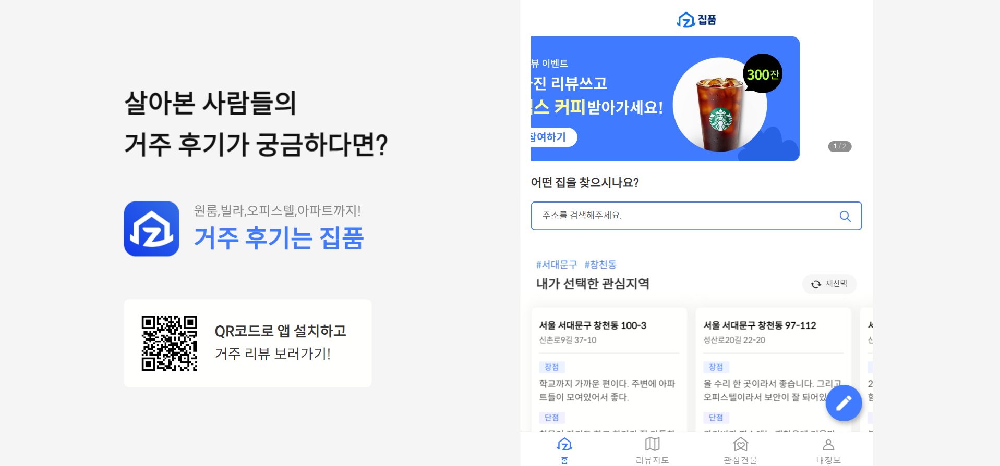 살아본 사람들의
거주 후기가 궁금하다면?
원룸,빌라,오피스텔,아파트까지!
거주 후기는 집품
QR코드로 앱 설치하고
거주 리뷰 보러가기!
집품
뷰 이벤트
진 리뷰쓰고
스 커피 받아가세요!
참여하기
300잔
1 / 2
어떤 집을 찾으시나요?
주소를 검색해주세요.
#서대문구 #창천동
내가 선택한 관심지역
재선택
서울 서대문구 창천동 100-3
신촌로9길 37-10
장점
학교까지 가까운 편이다. 주변에 아파
트들이 모여있어서 좋다.
단점
서울 서대문구 창천동 97-112
성산로20길 22-20
장점
올 수리 한 곳이라서 좋습니다. 그리고
오피스텔이라서 보안이 잘 되어있
단점
홈
리뷰지도
관심건물
내정보